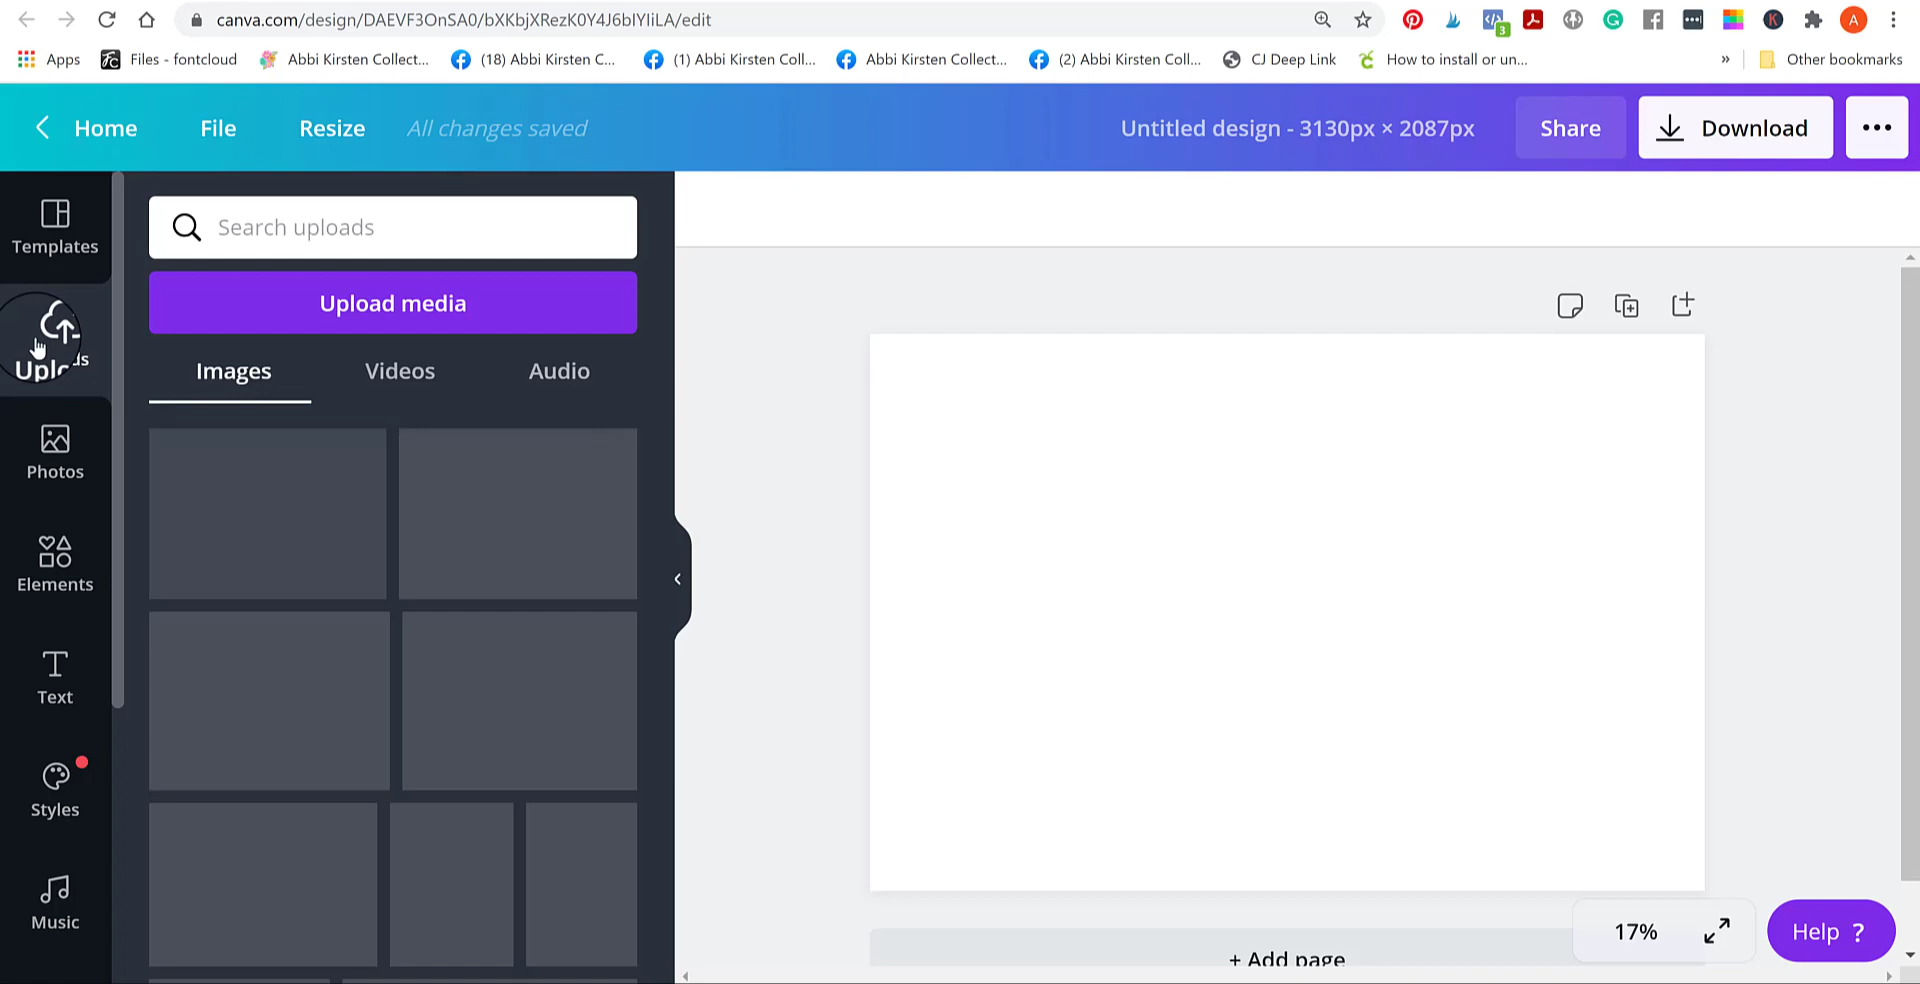 canva.com/design/DAEVF3OnSA0/bXKbjXRezK0Y4J6bIYIiLA/edit
3
A
Apps
Files - fontcloud
Abbi Kirsten Collect...
(18) Abbi Kirsten C...
(1) Abbi Kirsten Coll...
Abbi Kirsten Collect...
(2) Abbi Kirsten Coll...
CJ Deep Link
How to install or un...
»
Other bookmarks
Home
File
Resize
All changes saved
Untitled design - 3130px × 2087px
Share
Download
Templates
Search uploads
Upload media
Images
Videos
Audio
Photos
Elements
Text
Styles
Music
+ Add page
17%
Help ?